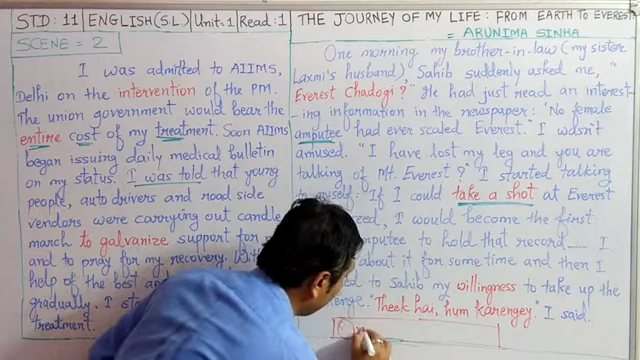 STD: 11 | ENGLISH (S.L.) | Unit: 1 | Read: 1
THE JOURNEY OF MY LIFE: FROM EARTH TO EVEREST
= ARUNIMA SINHA
SCENE = 2
I was admitted to AIIMS,
Delhi on the intervention of the PM.
The union government would bear the
entire cost of my treatment. Soon AIIMS
began issuing daily medical bulletin
on my status. I was told that young
people, auto drivers and road side
vendors were carrying out candle
march to galvanize support for
and to pray for my recovery.
help of the best
gradually. I
treatment.
One morning my brother-in-law (my sister
Laxmi's husband), Sahib suddenly asked me, "
Everest Chadogi?" He had just read an interest-
-ing information in the newspaper: "No female
amputee had ever scaled Everest." I wasn't
amused. "I have lost my leg and you are
talking of Mt. Everest?" I started talking
to myself. If I could take a shot at Everest
I would become the first
to hold that record...... I
about it for some time and then I
to Sahib my willingness to take up the
"Theek hai, hum karengey." I said.